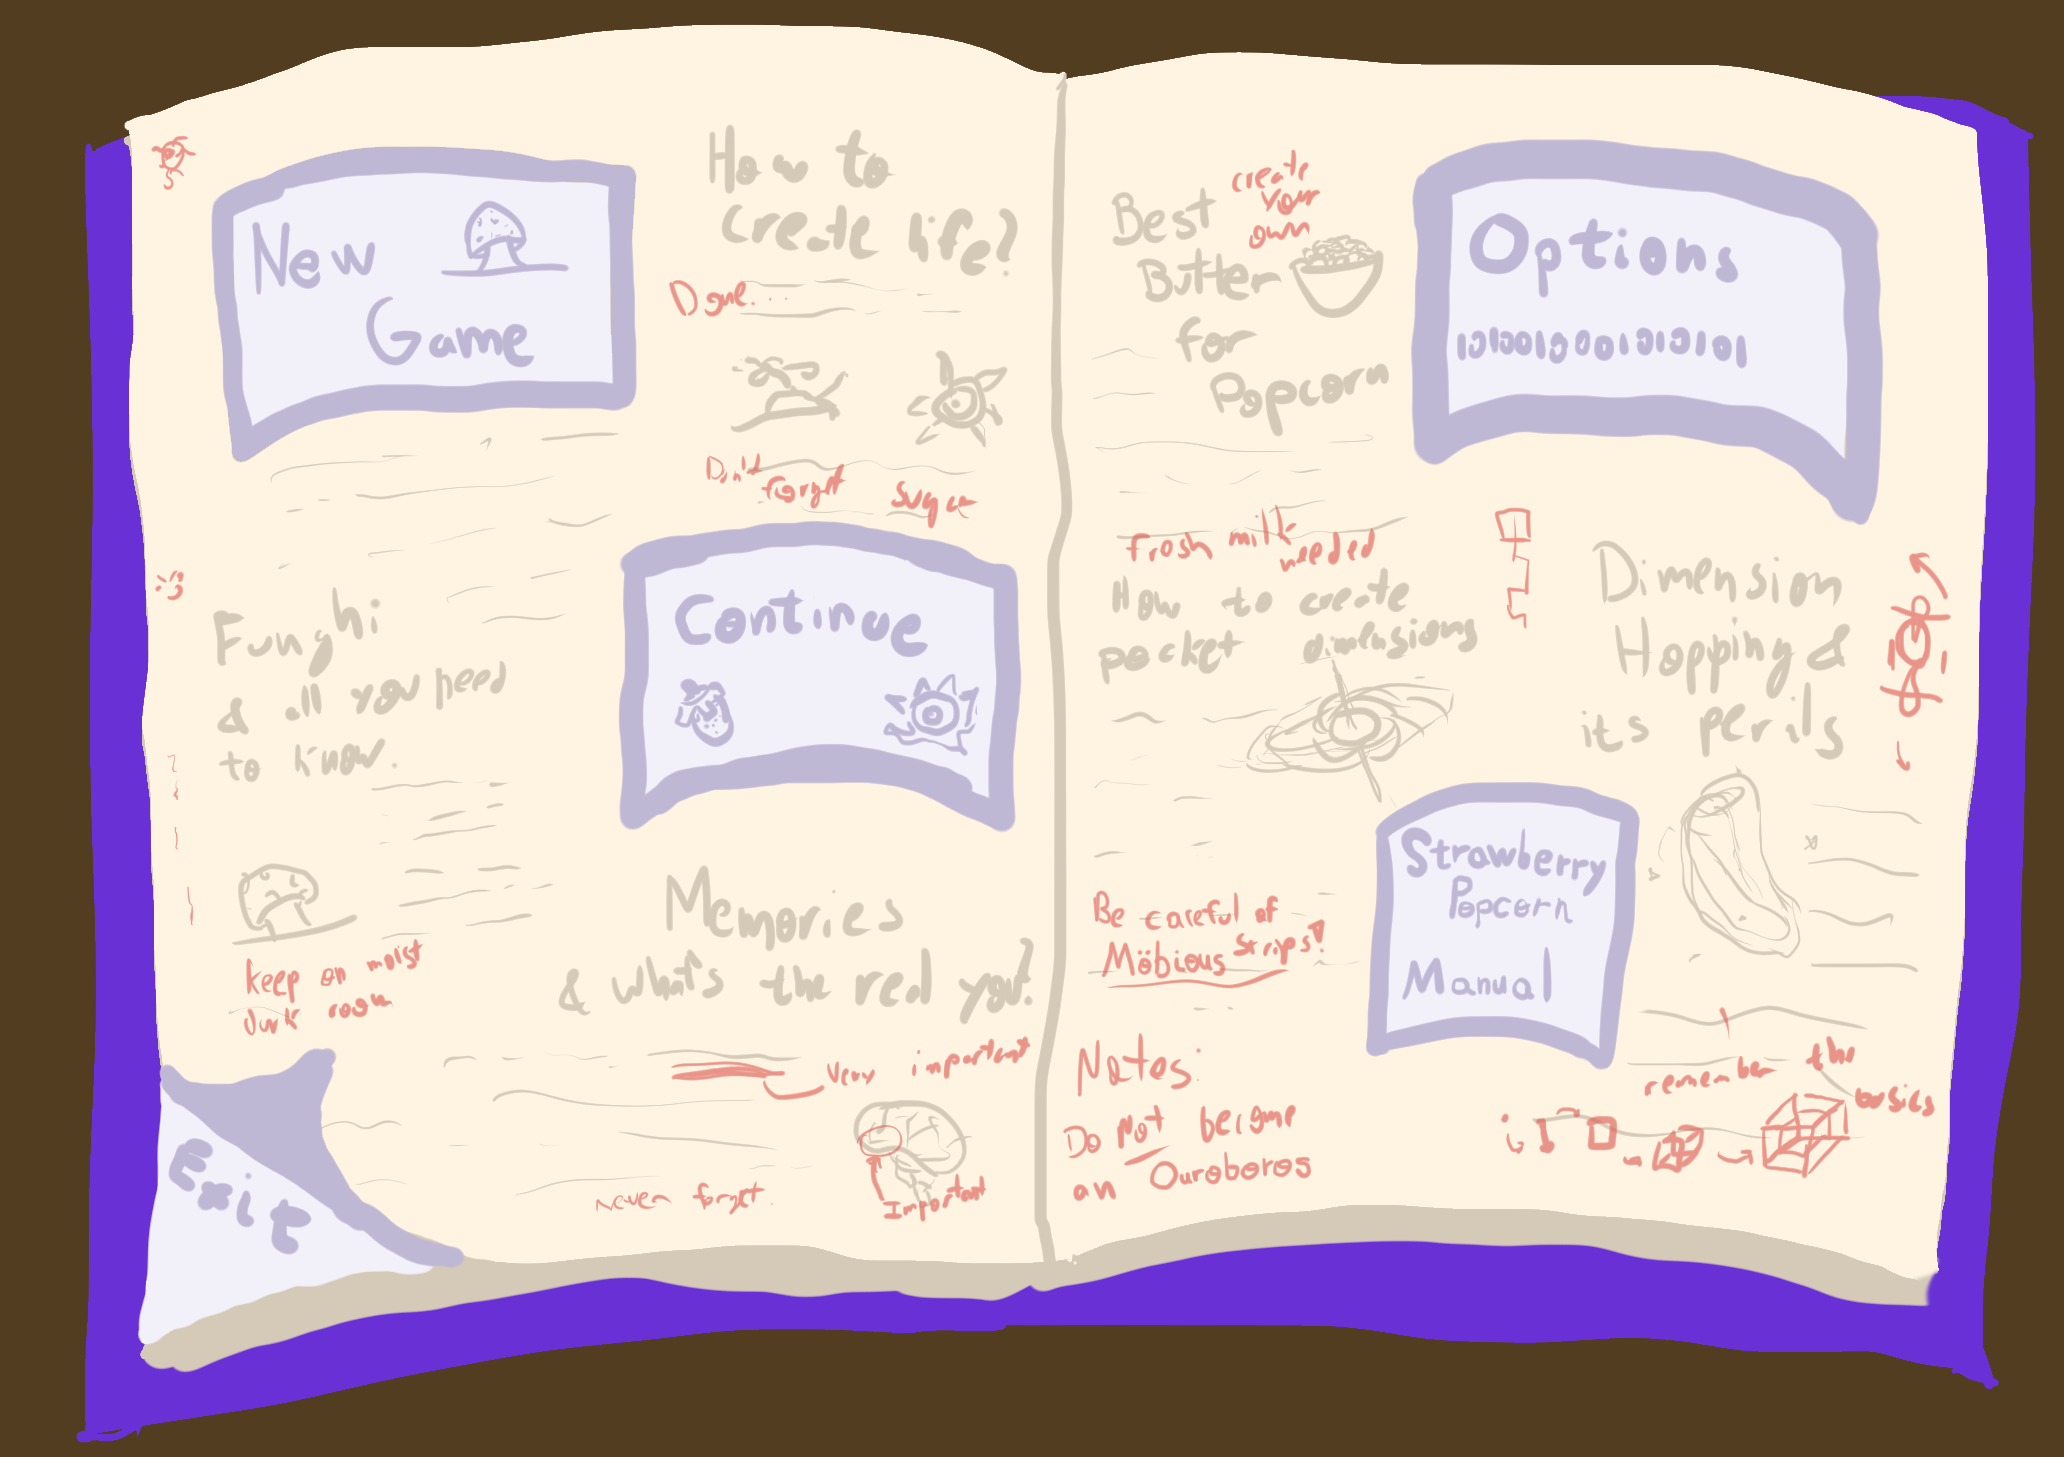 New
Game
How to
create life?
Done...
Don't forget sugar
Funghi
& all you need
to know.
keep on moist
dark room
Continue
Memories
& what's the real you?
Very important
Never forget.
Important
Exit
Best
Butter
for
Popcorn
create
your
own
Options
1010010000101010101
fresh milk
needed
How to create
pocket dimensions
Dimension
Hopping &
its perils
Be careful of
Möbious Strips!
Strawberry
Popcorn
Manual
Notes:
Do Not become
an Ouroboros
remember the
basics